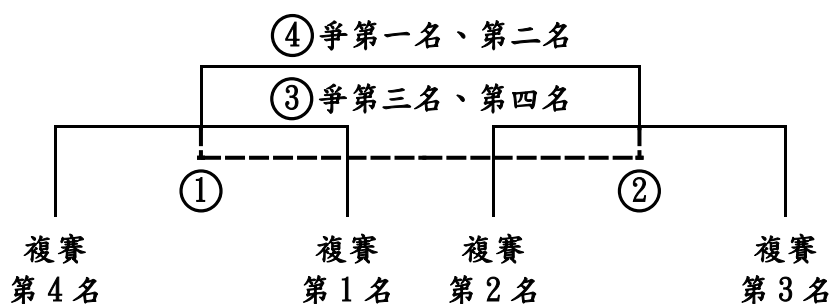 ④爭第一名、第二名
③爭第三名、第四名
① ②
複賽 複賽 複賽 複賽
第4名 第1名 第2名 第3名